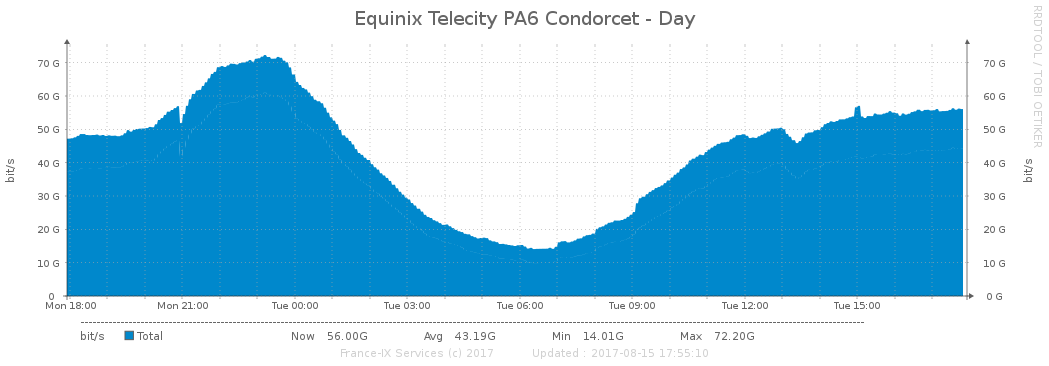 Equinix Telecity PA6 Condorcet - Day
RRDTOOL / TOBI OETIKER
bit/s
70 G
60 G
50 G
40 G
30 G
20 G
10 G
0
70 G
60 G
50 G
40 G
30 G
20 G
10 G
0 G
bit/s
Mon 18:00 Mon 21:00 Tue 00:00 Tue 03:00 Tue 06:00 Tue 09:00 Tue 12:00 Tue 15:00
bit/s Total Now 56.00G Avg 43.19G Min 14.01G Max 72.20G
France-IX Services (c) 2017 Updated : 2017-08-15 17:55:10